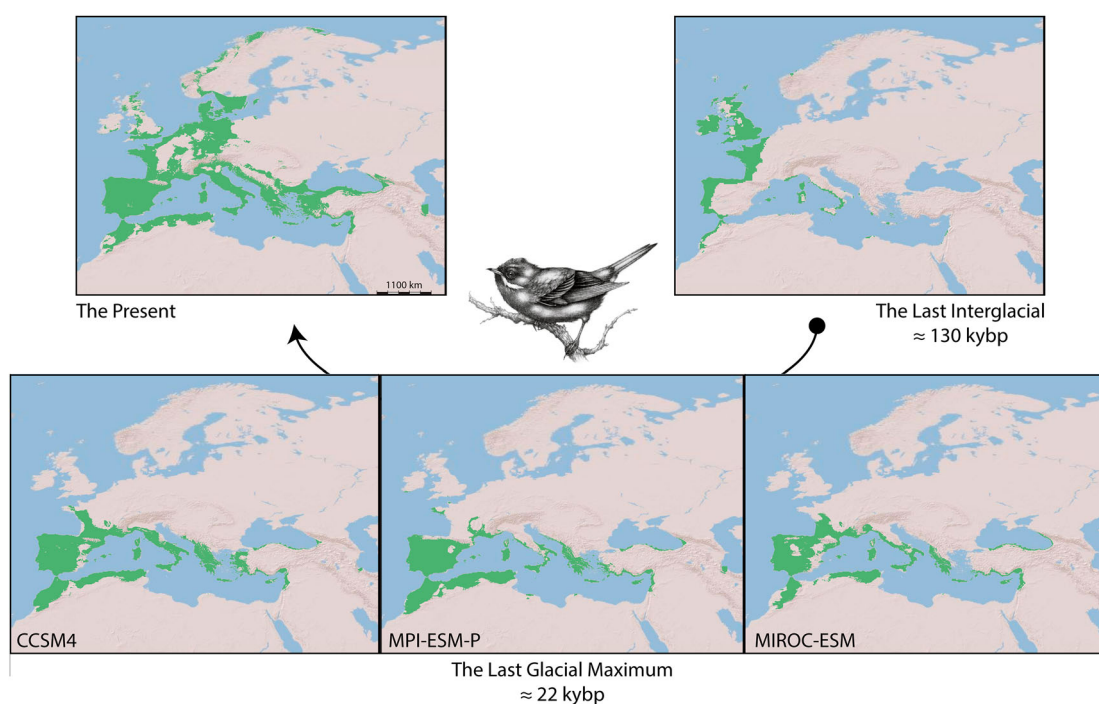 1100 km
The Present
The Last Interglacial
≈ 130 kybp
CCSM4
MPI-ESM-P
MIROC-ESM
The Last Glacial Maximum
≈ 22 kybp